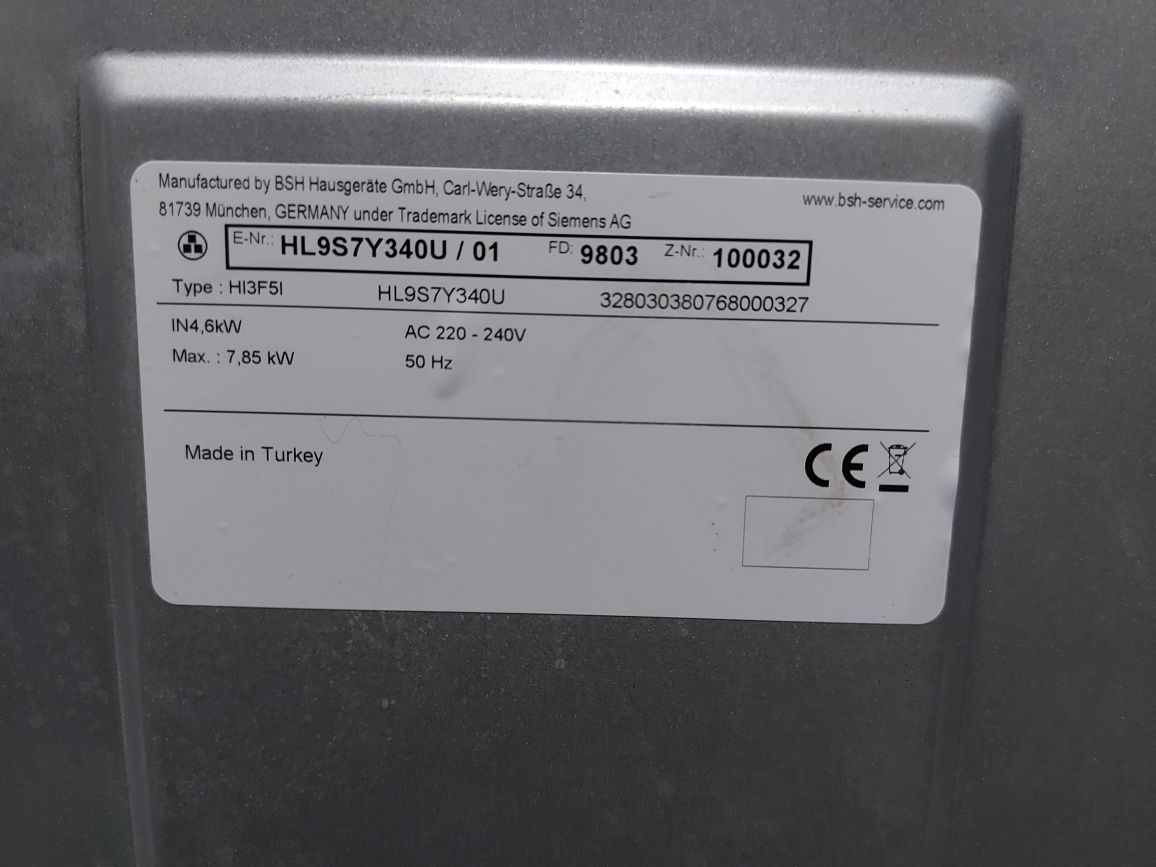 Manufactured by BSH Hausgeräte GmbH, Carl-Wery-Straße 34,
www.bsh-service.com
81739 München, GERMANY under Trademark License of Siemens AG
E-Nr.: HL9S7Y340U / 01 FD: 9803 Z-Nr.: 100032
Type : HI3F5I HL9S7Y340U 328030380768000327
IN4,6kW AC 220 - 240V
Max. : 7,85 kW 50 Hz
Made in Turkey
CE